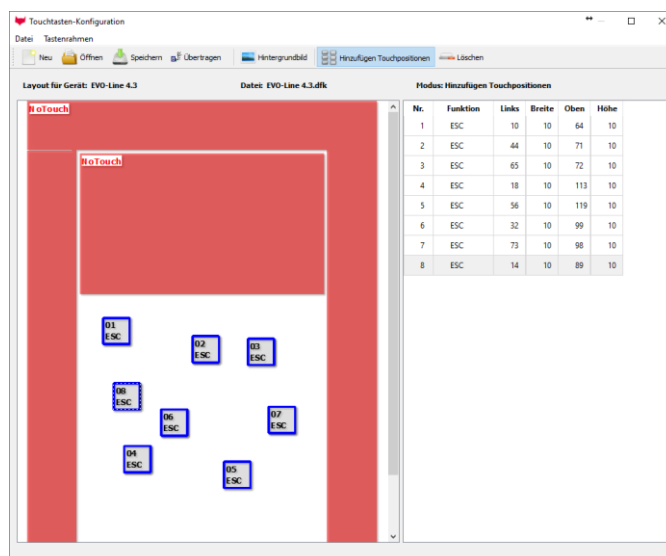 Touchtasten-Konfiguration
Datei Tastenrahmen
Neu Öffnen Speichern Übertragen Hintergrundbild Hinzufügen Touchpositionen Löschen
Layout für Gerät: EVO-Line 4.3 Datei: EVO-Line 4.3.dfk Modus: Hinzufügen Touchpositionen
NoTouch
NoTouch
01
ESC
02
ESC
03
ESC
08
ESC
06
ESC
07
ESC
04
ESC
05
ESC
Nr. Funktion Links Breite Oben Höhe
1 ESC 10 10 64 10
2 ESC 44 10 71 10
3 ESC 65 10 72 10
4 ESC 18 10 113 10
5 ESC 56 10 119 10
6 ESC 32 10 99 10
7 ESC 73 10 98 10
8 ESC 14 10 89 10